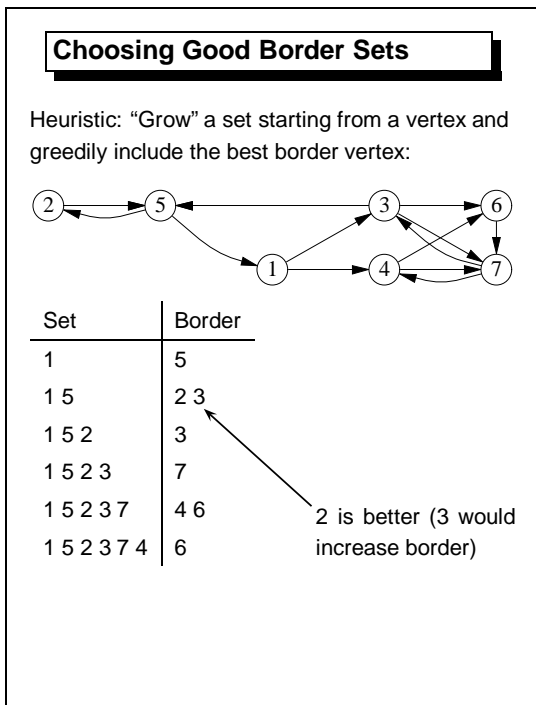 Choosing Good Border Sets
Heuristic: “Grow” a set starting from a vertex and
greedily include the best border vertex:
2 5 3 6
1 4 7
Set Border
1 5
1 5 2 3
1 5 2 3
1 5 2 3 7
1 5 2 3 7 4 6
1 5 2 3 7 4 6
2 is better (3 would
increase border)